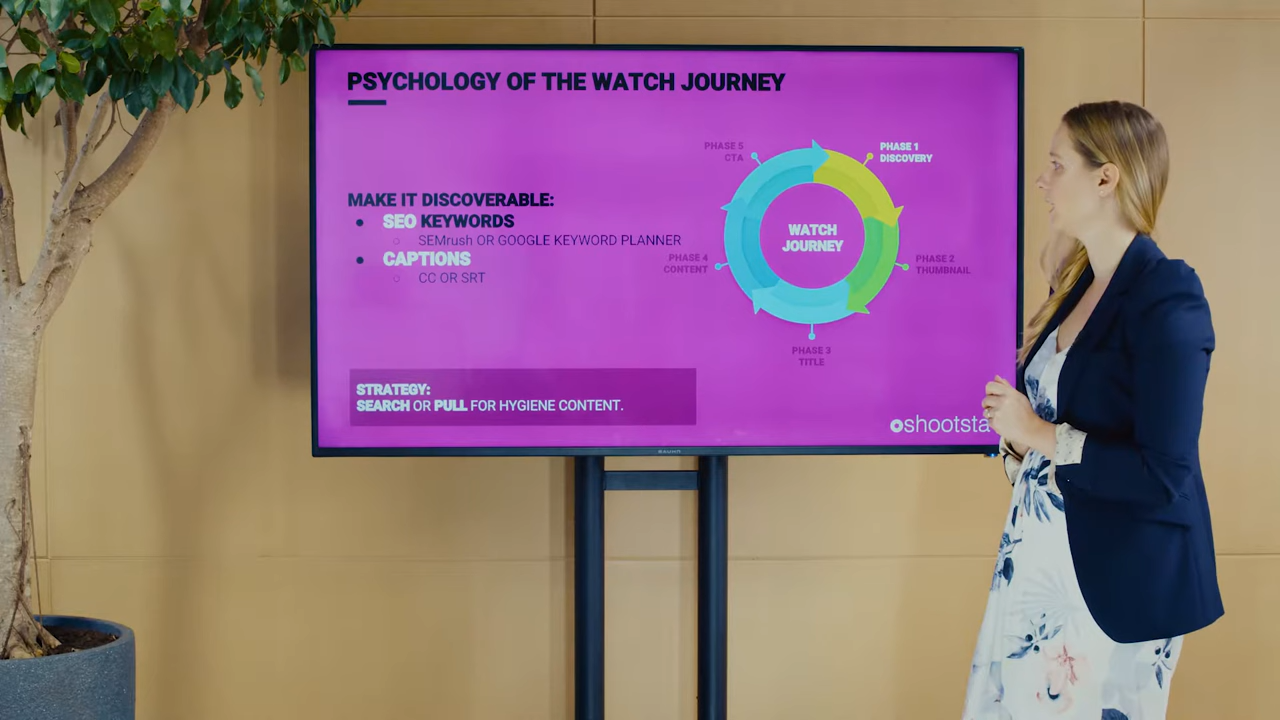 PSYCHOLOGY OF THE WATCH JOURNEY
MAKE IT DISCOVERABLE:
SEO KEYWORDS
SEMrush OR GOOGLE KEYWORD PLANNER
CAPTIONS
CC OR SRT
STRATEGY:
SEARCH OR PULL FOR HYGIENE CONTENT.
PHASE 5
CTA
PHASE 1
DISCOVERY
WATCH
JOURNEY
PHASE 4
CONTENT
PHASE 2
THUMBNAIL
PHASE 3
TITLE
shootsta